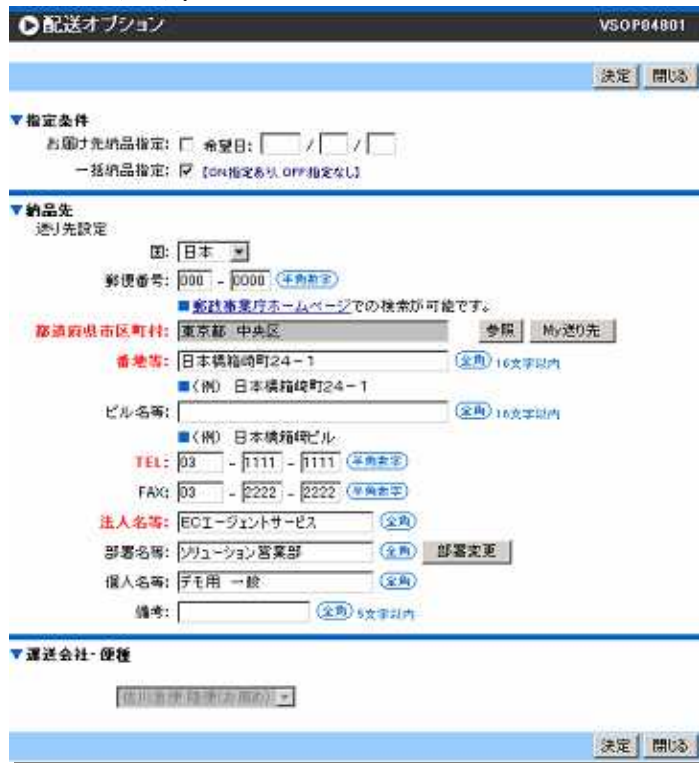 配送オプション VSOP04801
決定 閉じる
▼指定条件
お届け先納品指定: 希望日: / /
一括納品指定: 【ON指定あり、OFF指定なし】
▼納品先
送り先設定
国: 日本
郵便番号: 000 - 0000 (半角数字)
■郵政事業庁ホームページでの検索が可能です。
都道府県市区町村: 東京都 中央区 参照 My送り先
番地等: 日本橋箱崎町24-1 (全角) 16文字以内
■(例) 日本橋箱崎町24-1
ビル名等: (全角) 16文字以内
■(例) 日本橋箱崎ビル
TEL: 03 - 1111 - 1111 (半角数字)
FAX: 03 - 2222 - 2222 (半角数字)
法人名等: ECエージェントサービス (全角)
部署名等: ソリューション営業部 (全角) 部署変更
個人名等: デモ用 一般 (全角)
備考: (全角) 5文字以内
▼運送会社・便種
決定 閉じる